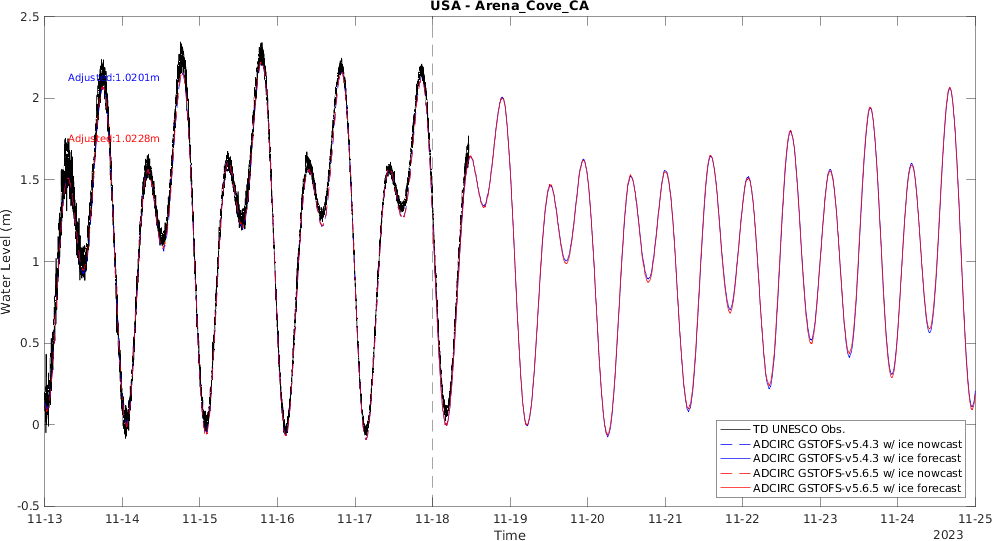 USA - Arena_Cove_CA
2.5
2
1.5
1
0.5
0
-0.5
Water Level (m)
Adjusted:1.0201m
Adjusted:1.0228m
TD UNESCO Obs.
ADCIRC GSTOFS-v5.4.3 w/ ice nowcast
ADCIRC GSTOFS-v5.4.3 w/ ice forecast
ADCIRC GSTOFS-v5.6.5 w/ ice nowcast
ADCIRC GSTOFS-v5.6.5 w/ ice forecast
11-13 11-14 11-15 11-16 11-17 11-18 11-19 11-20 11-21 11-22 11-23 11-24 11-25
Time
2023